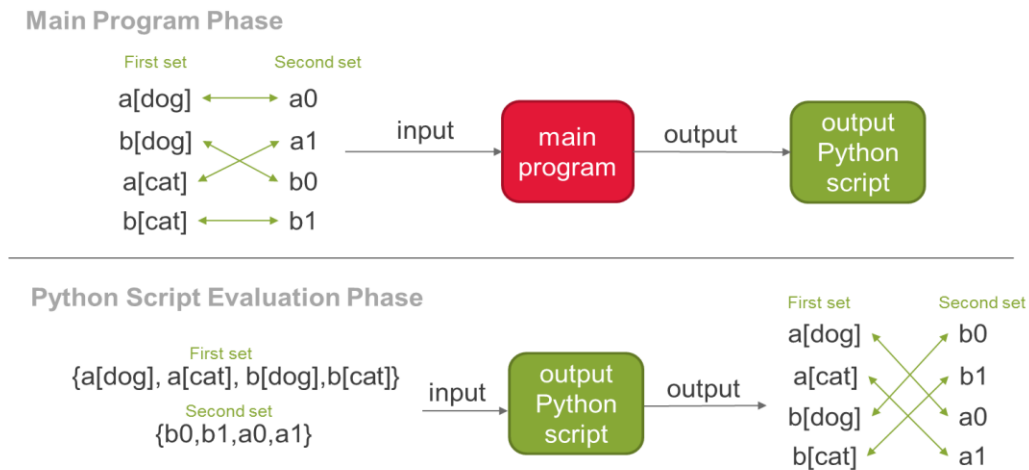 Main Program Phase
First set Second set
a[dog] a0
b[dog] a1
a[cat] b0
b[cat] b1
input
main
program
output
output
Python
script
Python Script Evaluation Phase
First set
{a[dog], a[cat], b[dog],b[cat]}
Second set
{b0,b1,a0,a1}
input
output
Python
script
output
First set Second set
a[dog] b0
a[cat] b1
b[dog] a0
b[cat] a1